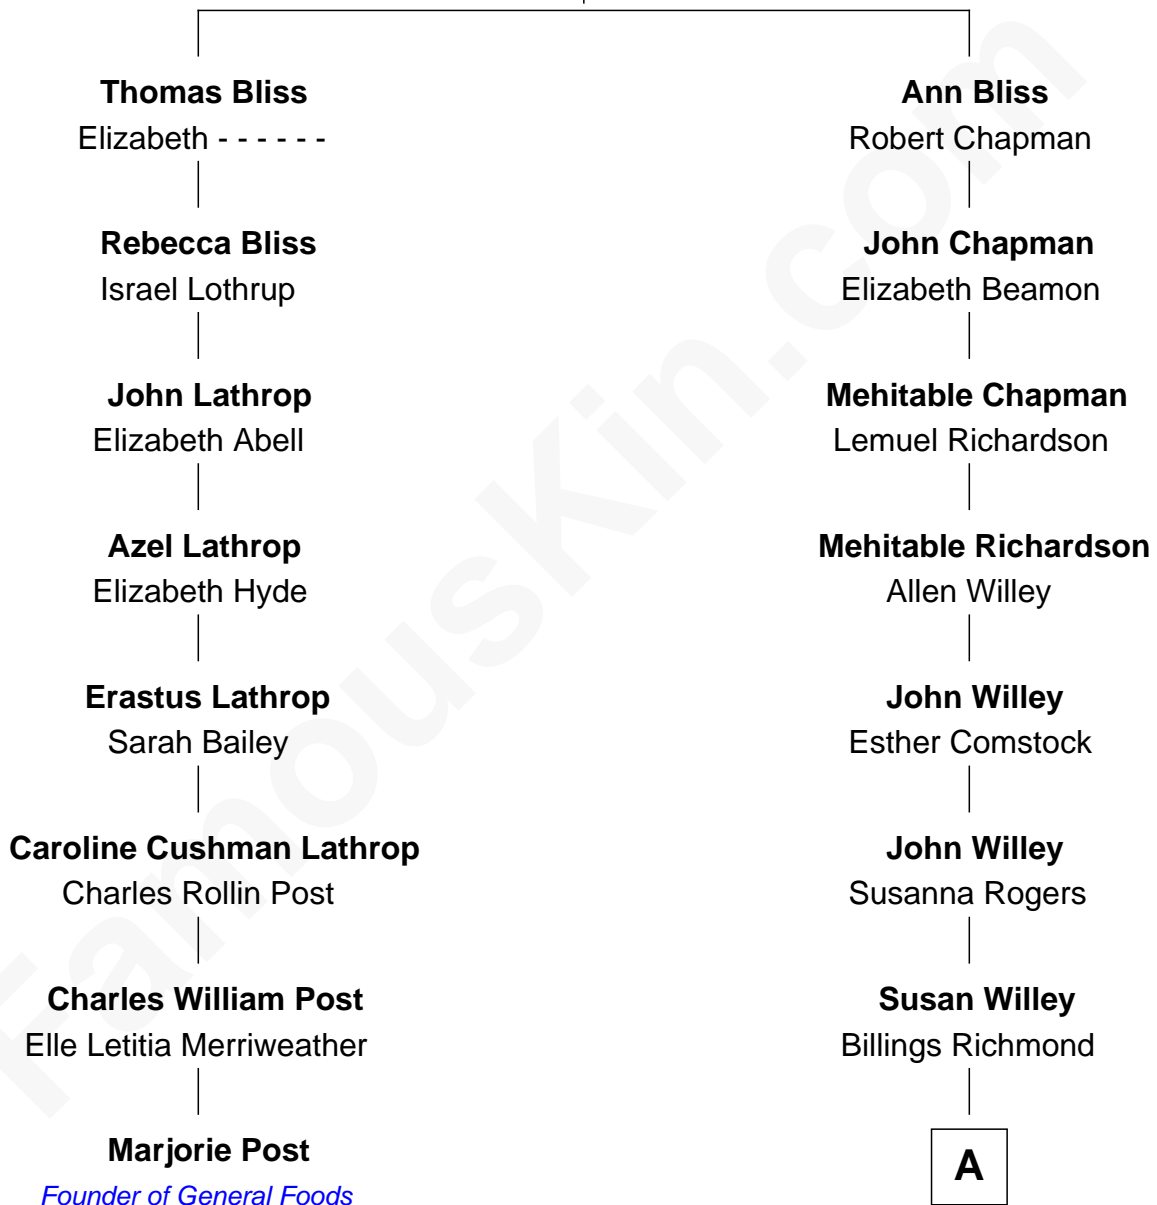 Thomas Bliss
Elizabeth - - - - - -
Rebecca Bliss
Israel Lothrup
John Lathrop
Elizabeth Abell
Azel Lathrop
Elizabeth Hyde
Erastus Lathrop
Sarah Bailey
Caroline Cushman Lathrop
Charles Rollin Post
Charles William Post
Elle Letitia Merriweather
Marjorie Post
Founder of General Foods
Ann Bliss
Robert Chapman
John Chapman
Elizabeth Beamon
Mehitable Chapman
Lemuel Richardson
Mehitable Richardson
Allen Willey
John Willey
Esther Comstock
John Willey
Susanna Rogers
Susan Willey
Billings Richmond
A
FamousKin.com